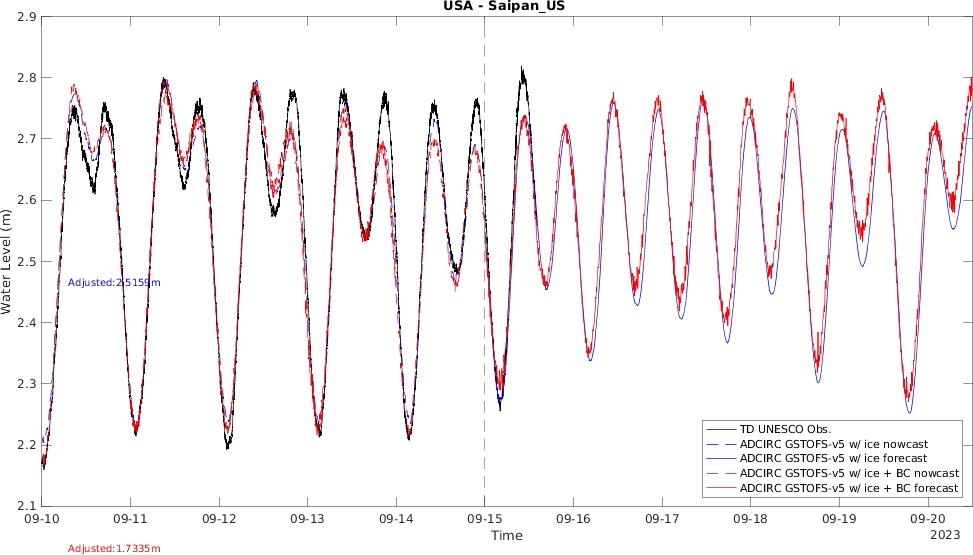 USA - Saipan_US
2.9
2.8
2.7
2.6
2.5
2.4
2.3
2.2
2.1
Water Level (m)
Adjusted:2.5159m
TD UNESCO Obs.
ADCIRC GSTOFS-v5 w/ ice nowcast
ADCIRC GSTOFS-v5 w/ ice forecast
ADCIRC GSTOFS-v5 w/ ice + BC nowcast
ADCIRC GSTOFS-v5 w/ ice + BC forecast
09-10 09-11 09-12 09-13 09-14 09-15 09-16 09-17 09-18 09-19 09-20
Time
2023
Adjusted:1.7335m